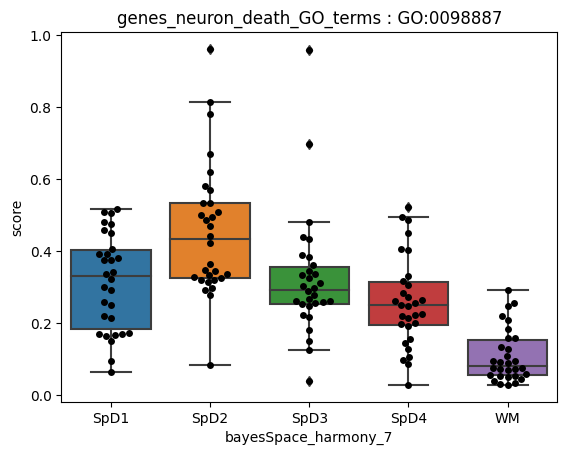 genes_neuron_death_GO_terms : GO:0098887
score
1.0
0.8
0.6
0.4
0.2
0.0
SpD1 SpD2 SpD3 SpD4 WM
bayesSpace_harmony_7